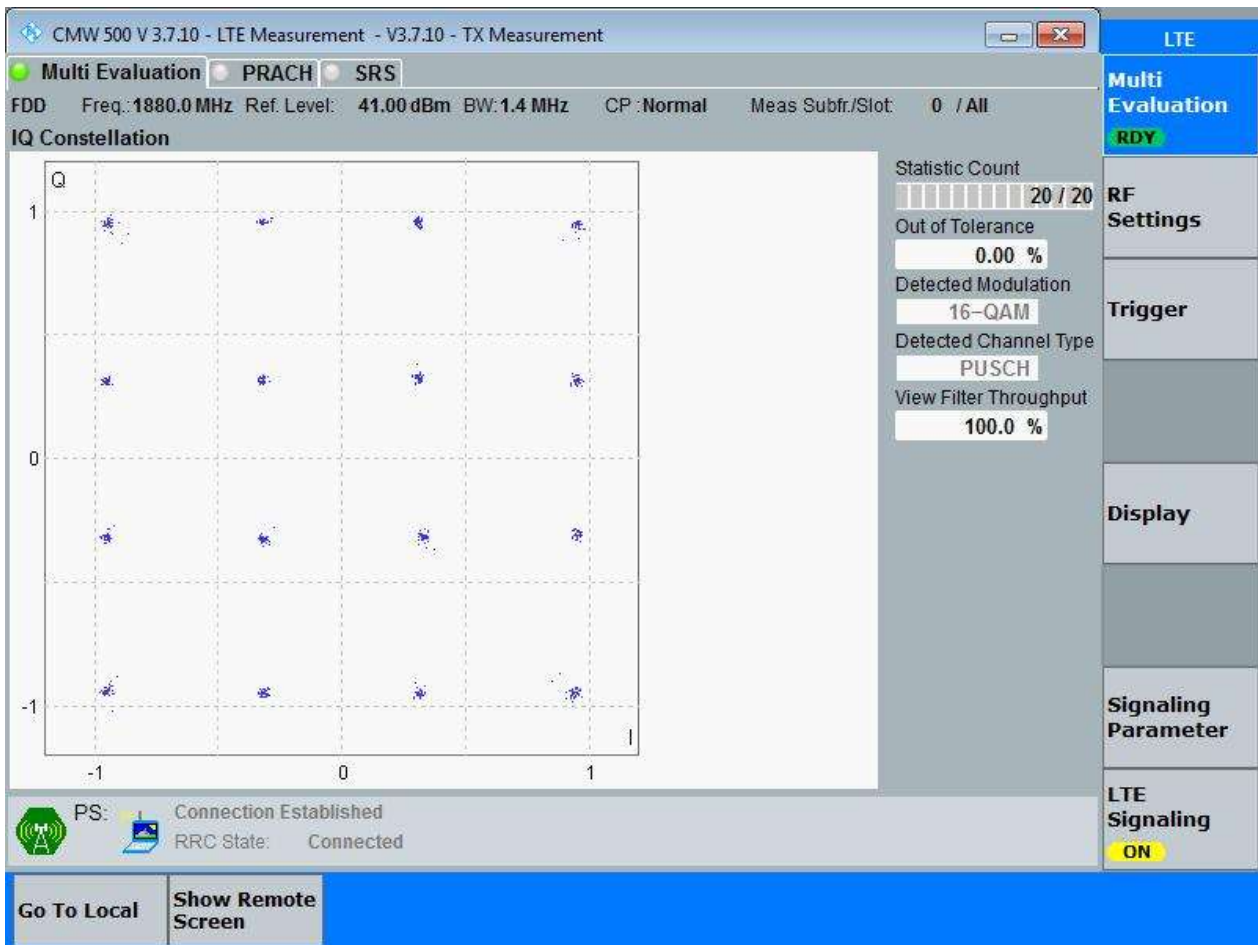 CMW 500 V 3.7.10 - LTE Measurement - V3.7.10 - TX Measurement
LTE
Multi Evaluation PRACH SRS
Multi
Evaluation
RDY
FDD Freq.:1880.0 MHz Ref. Level: 41.00 dBm BW:1.4 MHz CP :Normal Meas Subfr./Slot: 0 / All
IQ Constellation
Q
1
0
-1
I
-1 0 1
Statistic Count
20 / 20
Out of Tolerance
0.00 %
Detected Modulation
16-QAM
Detected Channel Type
PUSCH
View Filter Throughput
100.0 %
RF
Settings
Trigger
Display
Signaling
Parameter
LTE
Signaling
ON
PS: Connection Established
RRC State: Connected
Go To Local
Show Remote
Screen